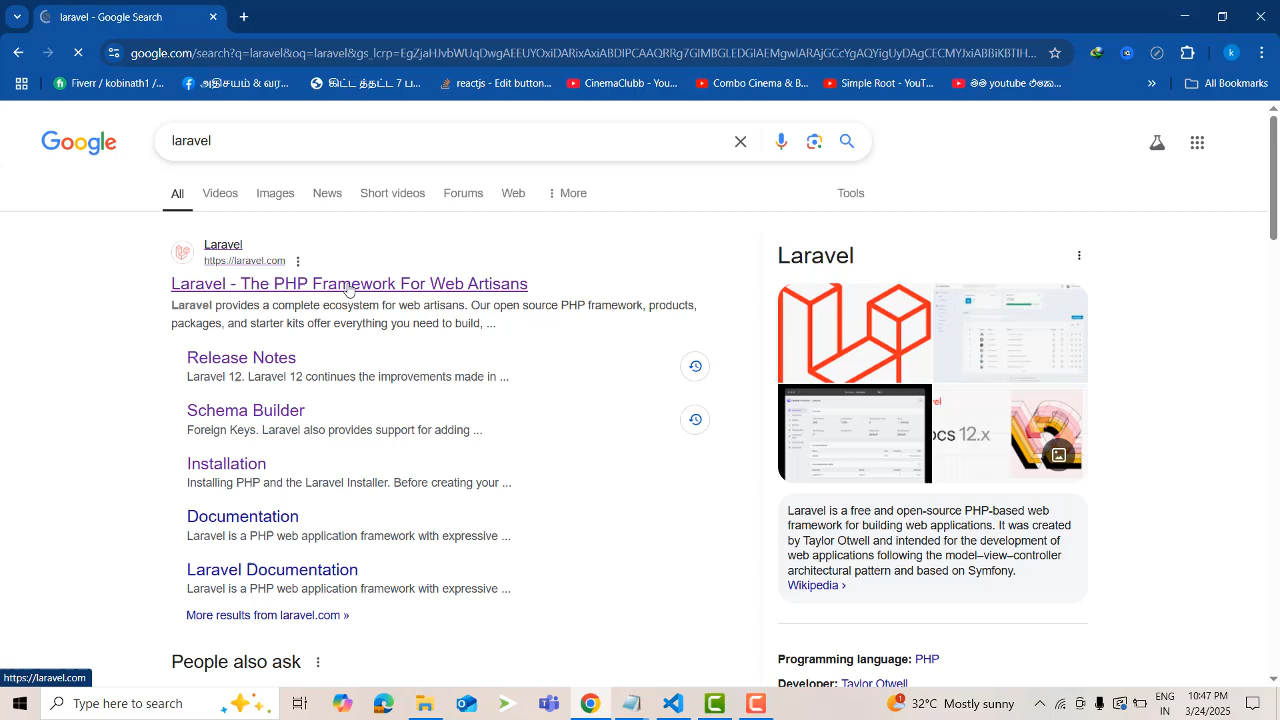 Laravel - Google Search
google.com/search?q=laravel&oq=laravel&gs_lcrp=
Fiverr / kobinath / /...
அதிசயம் ஆனால்
reactjs - edit button...
CinemaClubb - You...
Combo Cinema & B...
Simple Root - YouT...
All Bookmarks
Google
laravel
All Videos Images News Short videos Forums Web More Tools
Laravel
https://laravel.com
Laravel - The PHP Framework For Web Artisans
Laravel provides a complete ecosystem for web artisans. Our open source PHP framework, products,
packages, and starter kits offer everything you need to build, ...
Release Notes
Laravel 12. Laravel 12 continues the improvements made in ...
Schema Builder
Foreign Keys. Laravel also provides support for adding ...
Installation
Installing PHP and the Laravel Installer. Before creating your ...
Documentation
Laravel is a PHP web application framework with expressive ...
Laravel Documentation
Laravel is a PHP web application framework with expressive ...
More results from laravel.com »
People also ask
Laravel
vel
ocs 12.x
Laravel is a free and open-source PHP-based web
framework for building web applications. It was created
by Taylor Otwell and intended for the development of
web applications following the model–view–controller
architectural pattern and based on Symfony.
Wikipedia ›
Programming language: PHP
Developer: Taylor Otwell
https://laravel.com
Type here to search
1
32°C Mostly sunny
ENG
IN
10:47 PM
3/24/2025